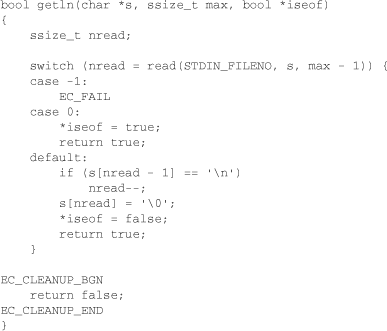 bool getln(char *s, ssize_t max, bool *iseof)
{
    ssize_t nread;

    switch (nread = read(STDIN_FILENO, s, max - 1)) {
    case -1:
        EC_FAIL
    case 0:
        *iseof = true;
        return true;
    default:
        if (s[nread - 1] == '\n')
            nread--;
        s[nread] = '\0';
        *iseof = false;
        return true;
    }

EC_CLEANUP_BGN
    return false;
EC_CLEANUP_END
}